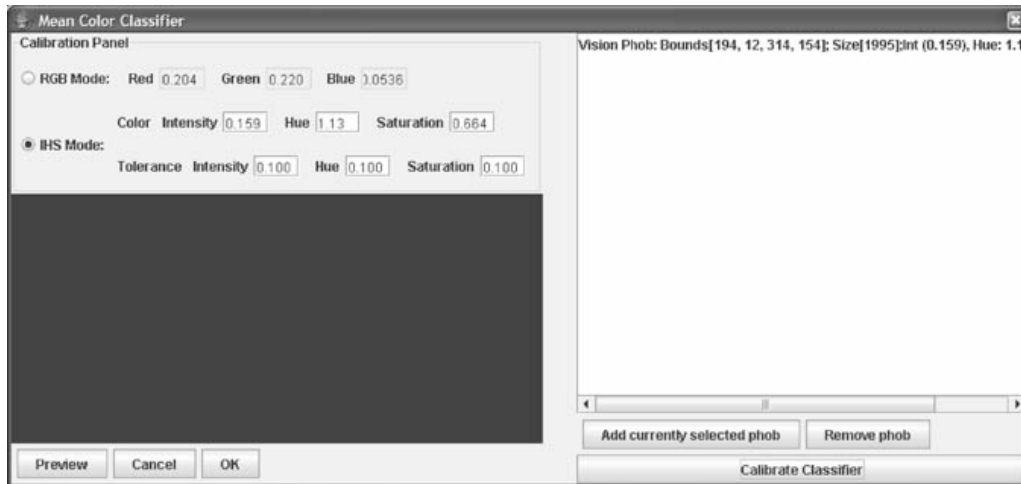 Mean Color Classifier
Calibration Panel
RGB Mode: Red 0.204 Green 0.220 Blue 0.0536
Color Intensity 0.159 Hue 1.13 Saturation 0.664
IHS Mode:
Tolerance Intensity 0.100 Hue 0.100 Saturation 0.100
Preview Cancel OK
Vision Phob: Bounds[194, 12, 314, 154]; Size[1995];Int (0.159), Hue: 1.1
Add currently selected phob Remove phob
Calibrate Classifier